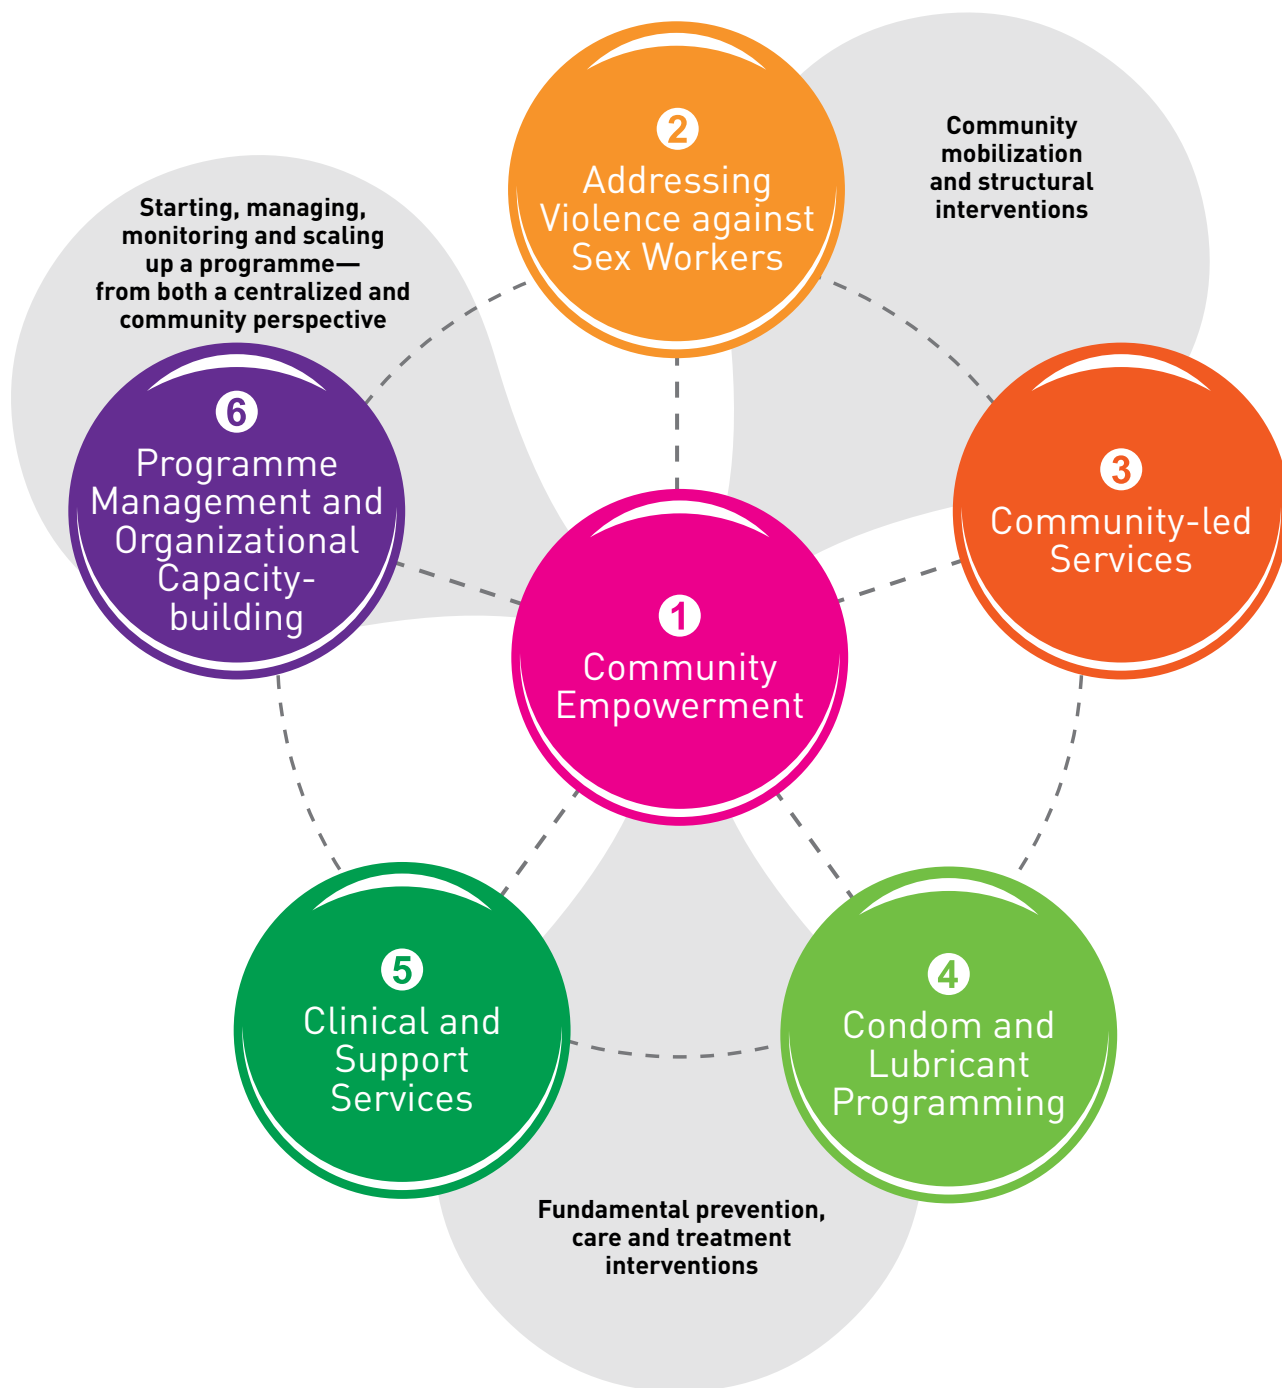 2
Addressing
Violence against
Sex Workers
Community
mobilization
and structural
interventions
Starting, managing,
monitoring and scaling
up a programme—
from both a centralized and
community perspective
6
Programme
Management and
Organizational
Capacity-
building
3
Community-led
Services
1
Community
Empowerment
5
Clinical and
Support
Services
4
Condom and
Lubricant
Programming
Fundamental prevention,
care and treatment
interventions